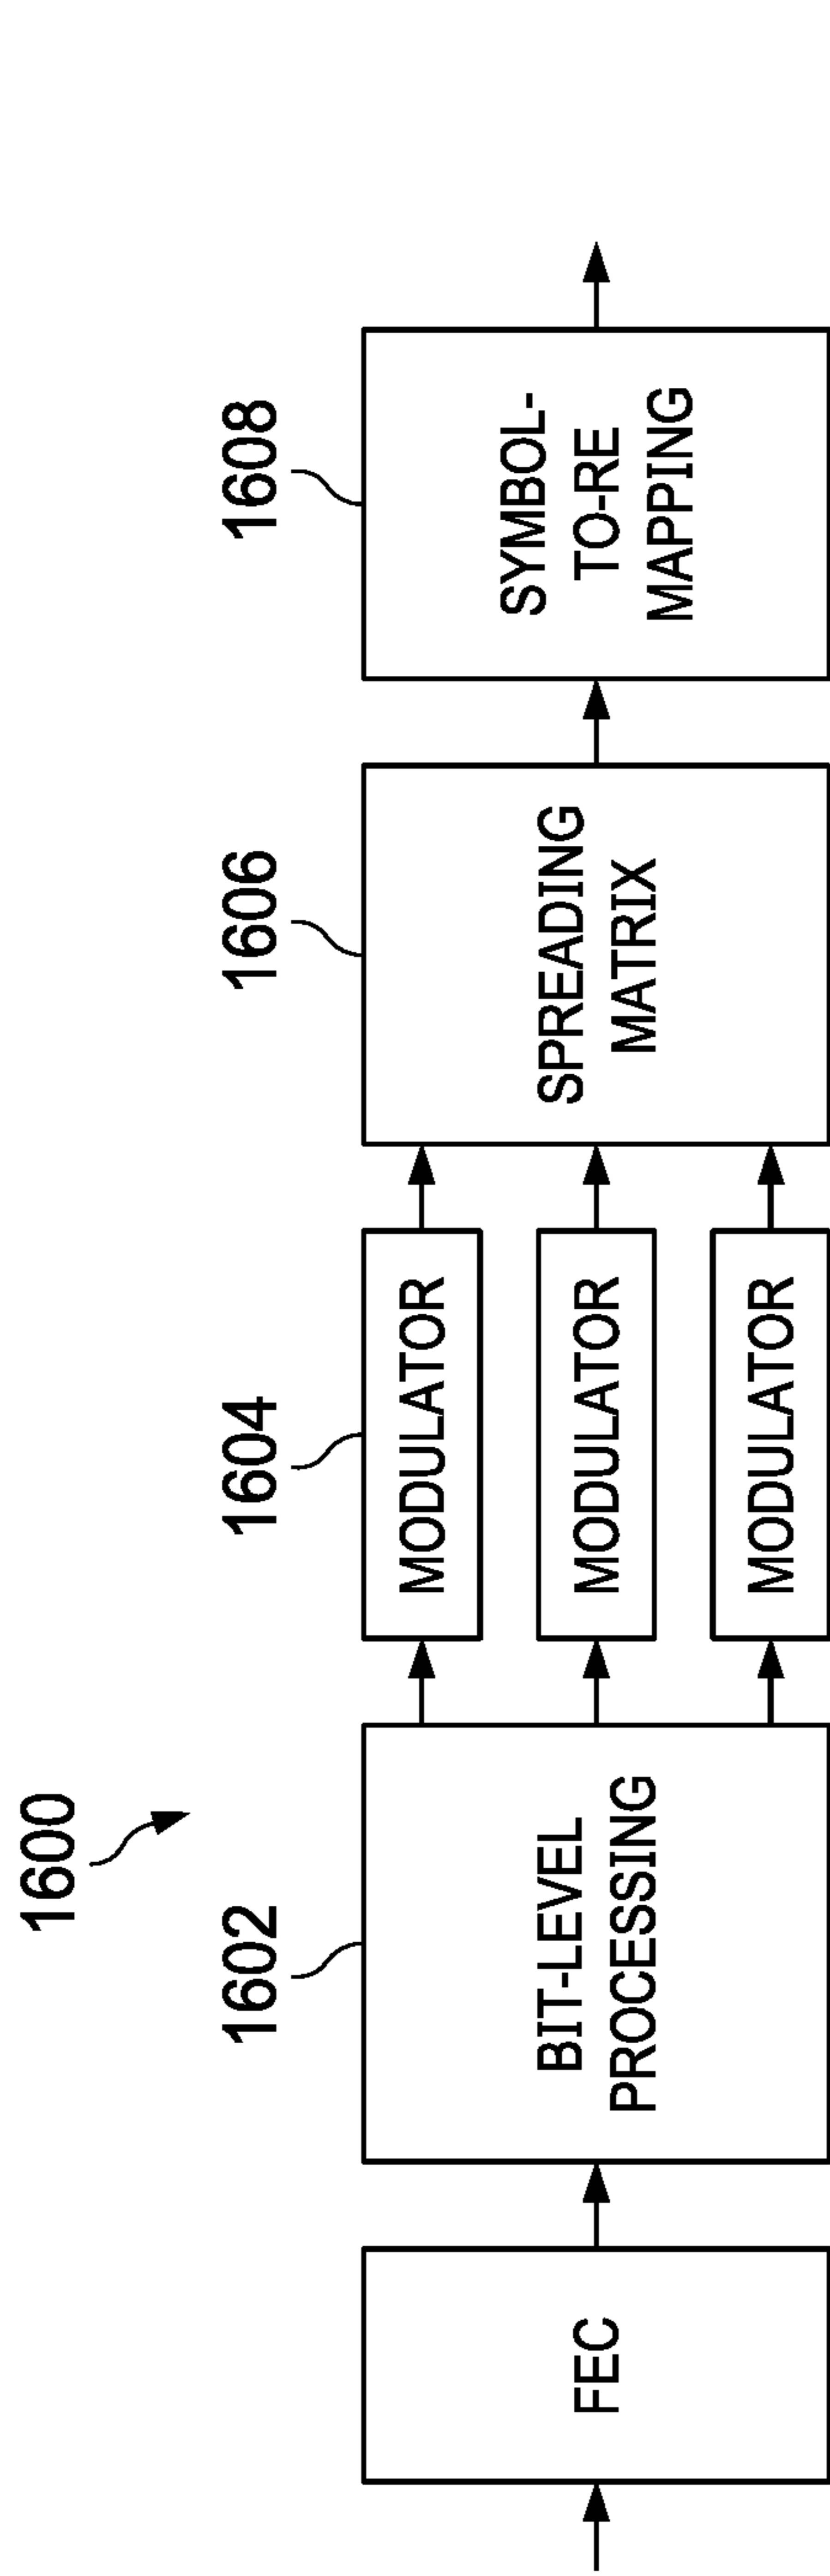 1600
1602
1604
1606
1608
FEC
BIT-LEVEL
PROCESSING
MODULATOR
MODULATOR
MODULATOR
SPREADING
MATRIX
SYMBOL-
TO-RE
MAPPING